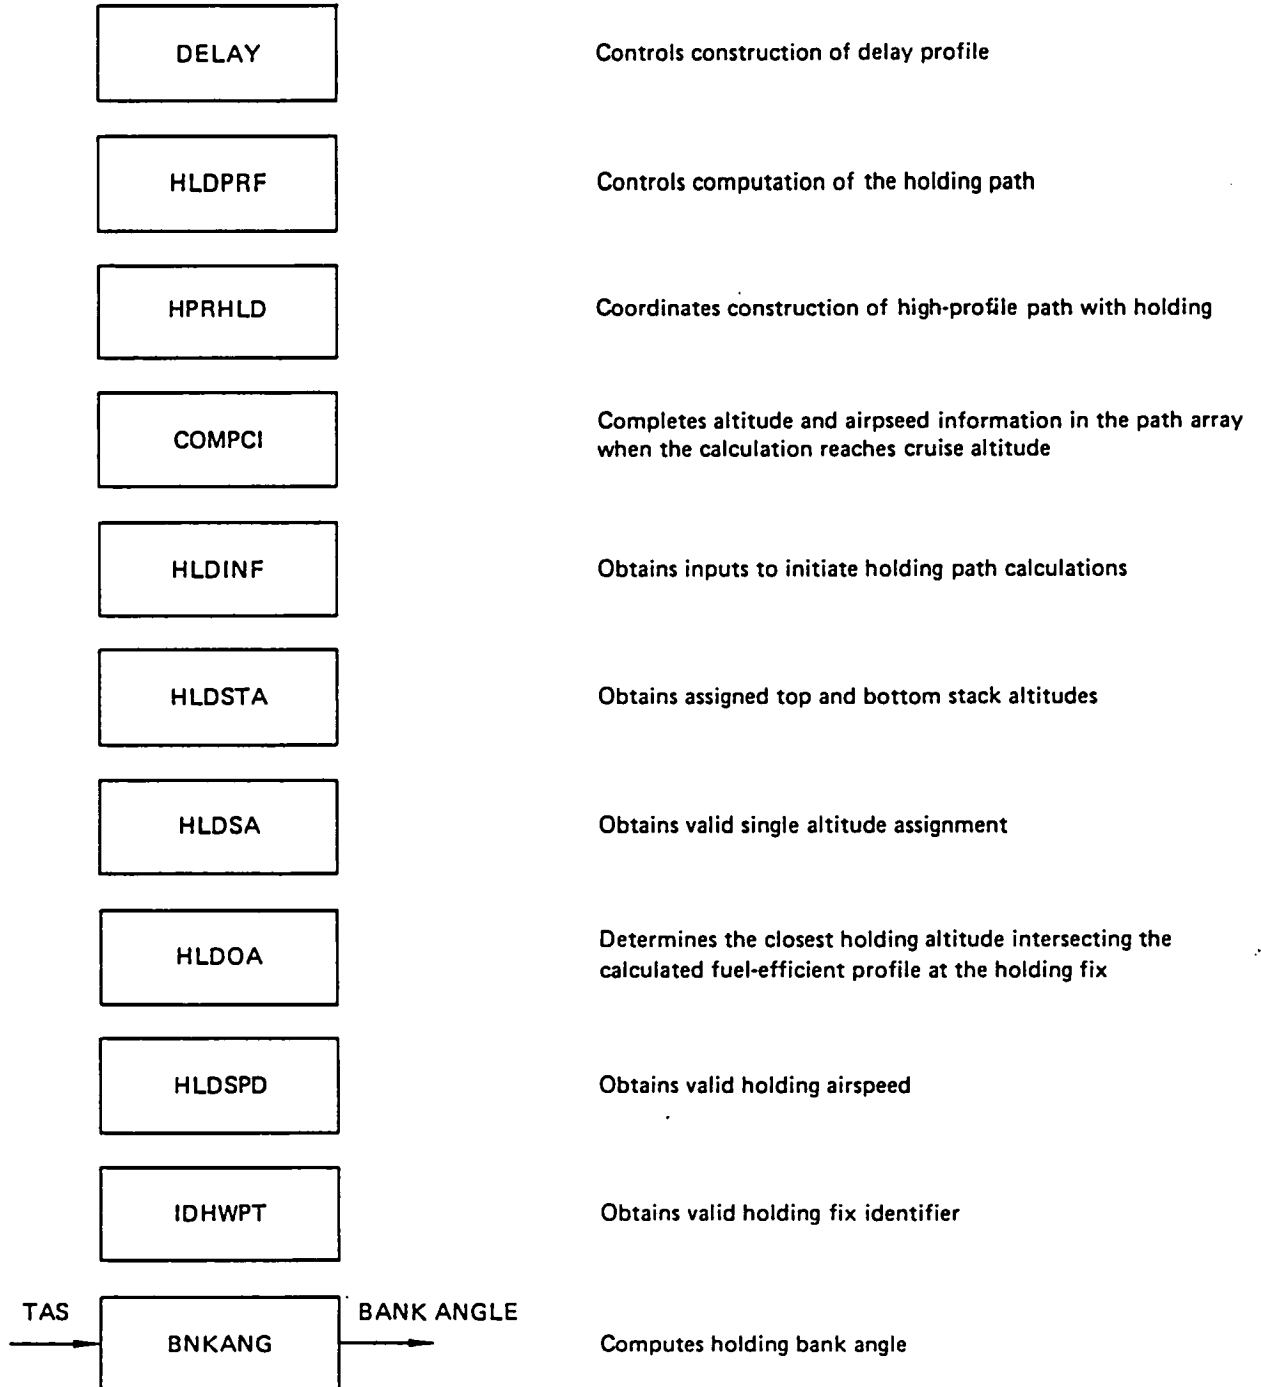 DELAY
Controls construction of delay profile
HLDPRF
Controls computation of the holding path
HPRHLD
Coordinates construction of high-profile path with holding
COMPCI
Completes altitude and airpseed information in the path array
when the calculation reaches cruise altitude
HLDINF
Obtains inputs to initiate holding path calculations
HLDSTA
Obtains assigned top and bottom stack altitudes
HLDSA
Obtains valid single altitude assignment
HLDOA
Determines the closest holding altitude intersecting the
calculated fuel-efficient profile at the holding fix
HLDSPD
Obtains valid holding airspeed
IDHWPT
Obtains valid holding fix identifier
TAS
BNKANG
BANK ANGLE
Computes holding bank angle